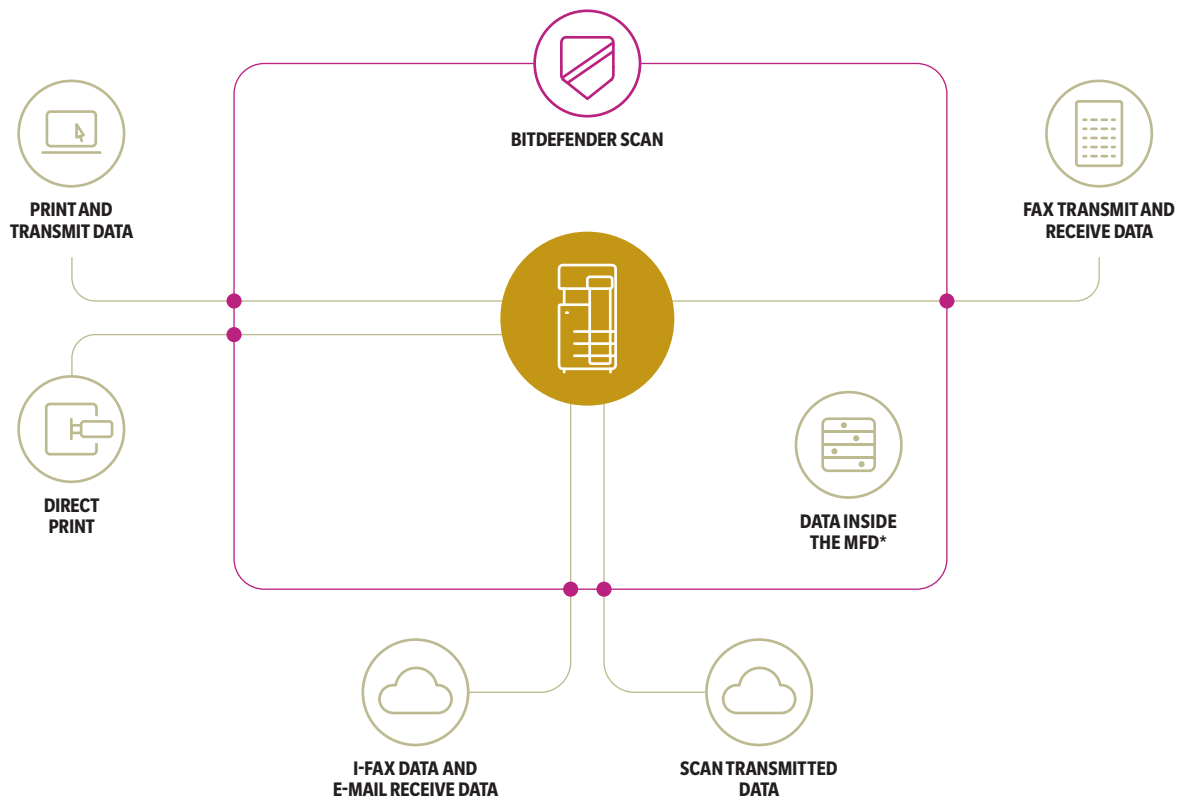 BITDEFENDER SCAN
PRINT AND
TRANSMIT DATA
FAX TRANSMIT AND
RECEIVE DATA
DIRECT
PRINT
DATA INSIDE
THE MFD*
I-FAX DATA AND
E-MAIL RECEIVE DATA
SCAN TRANSMITTED
DATA